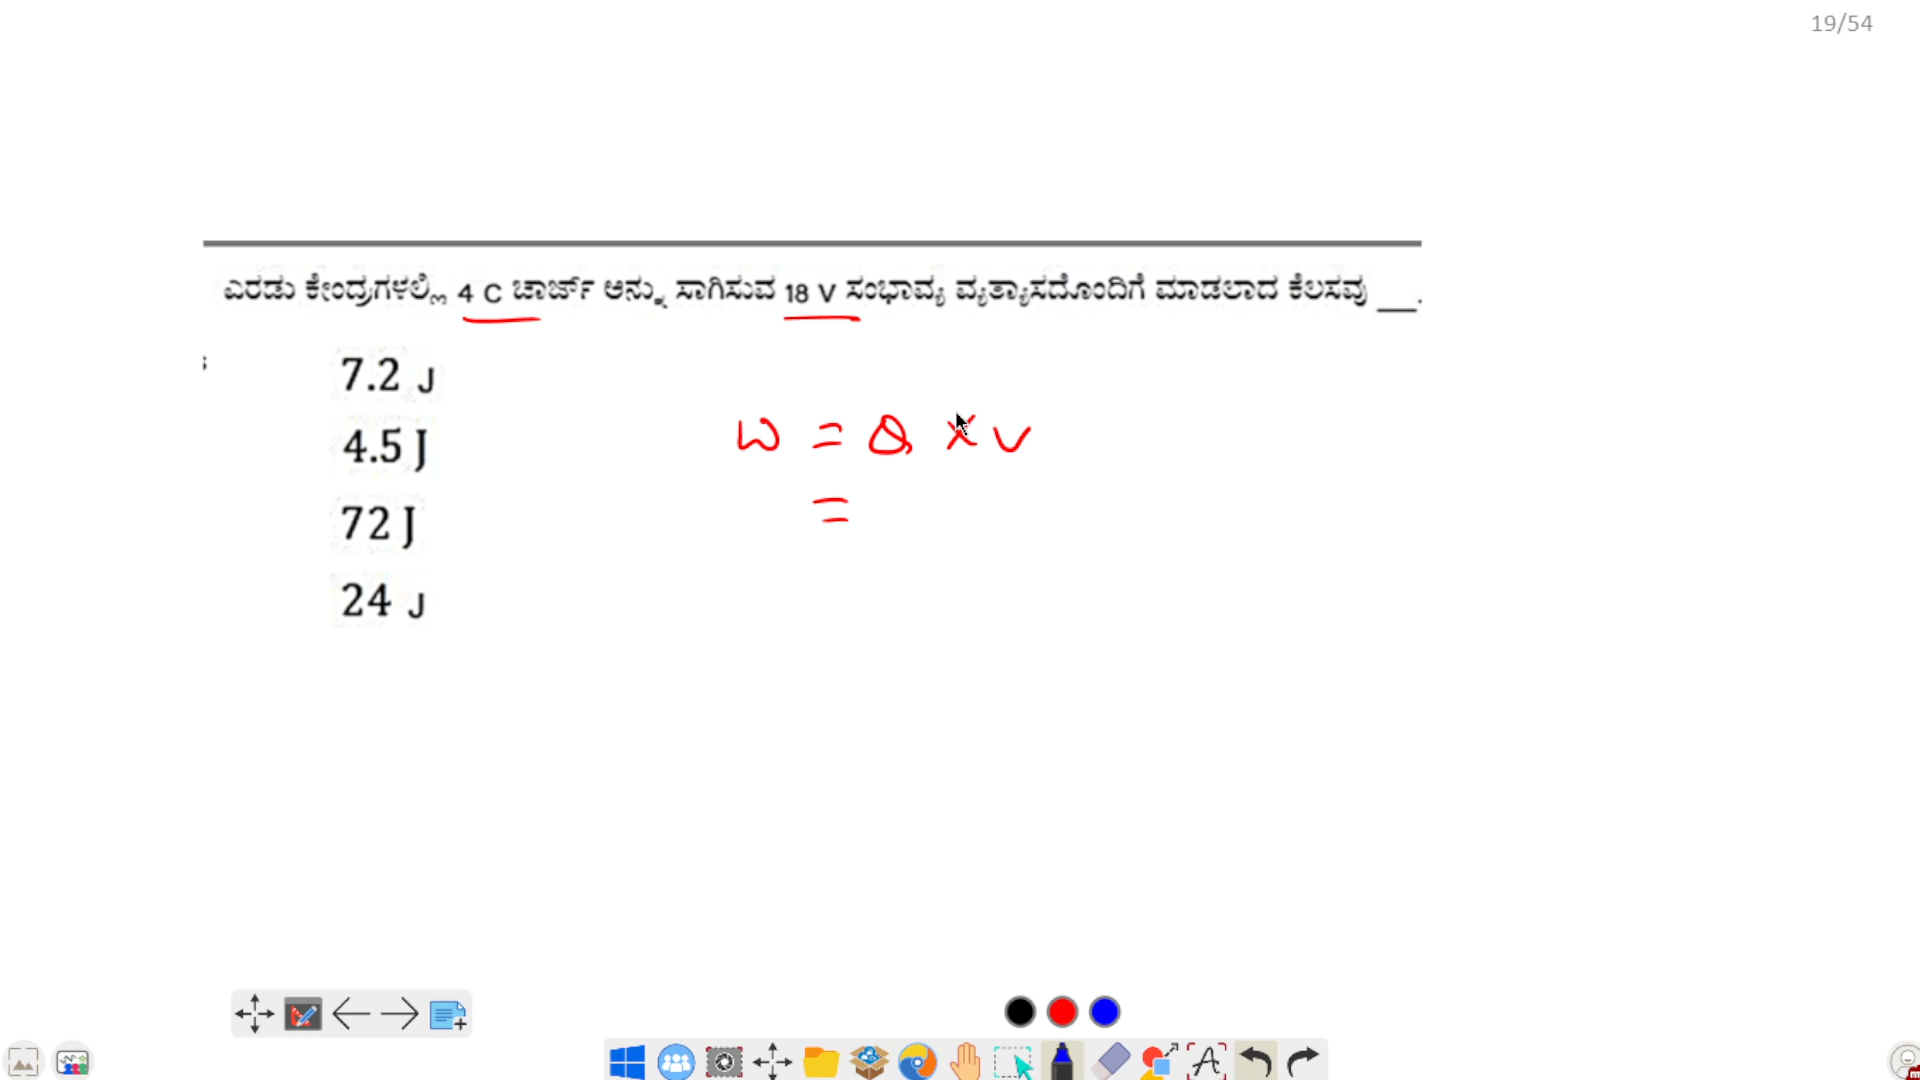 19/54
ಎರಡು ಕೇಂದ್ರಗಳಲ್ಲಿ 4 C ಚಾರ್ಜ್ ಅನ್ನು ಸಾಗಿಸುವ 18 V ಸಂಭಾವ್ಯ ವ್ಯತ್ಯಾಸದೊಂದಿಗೆ ಮಾಡಲಾದ ಕೆಲಸವು ___.
7.2 J
4.5 J
72 J
24 J
W = Q × V
=